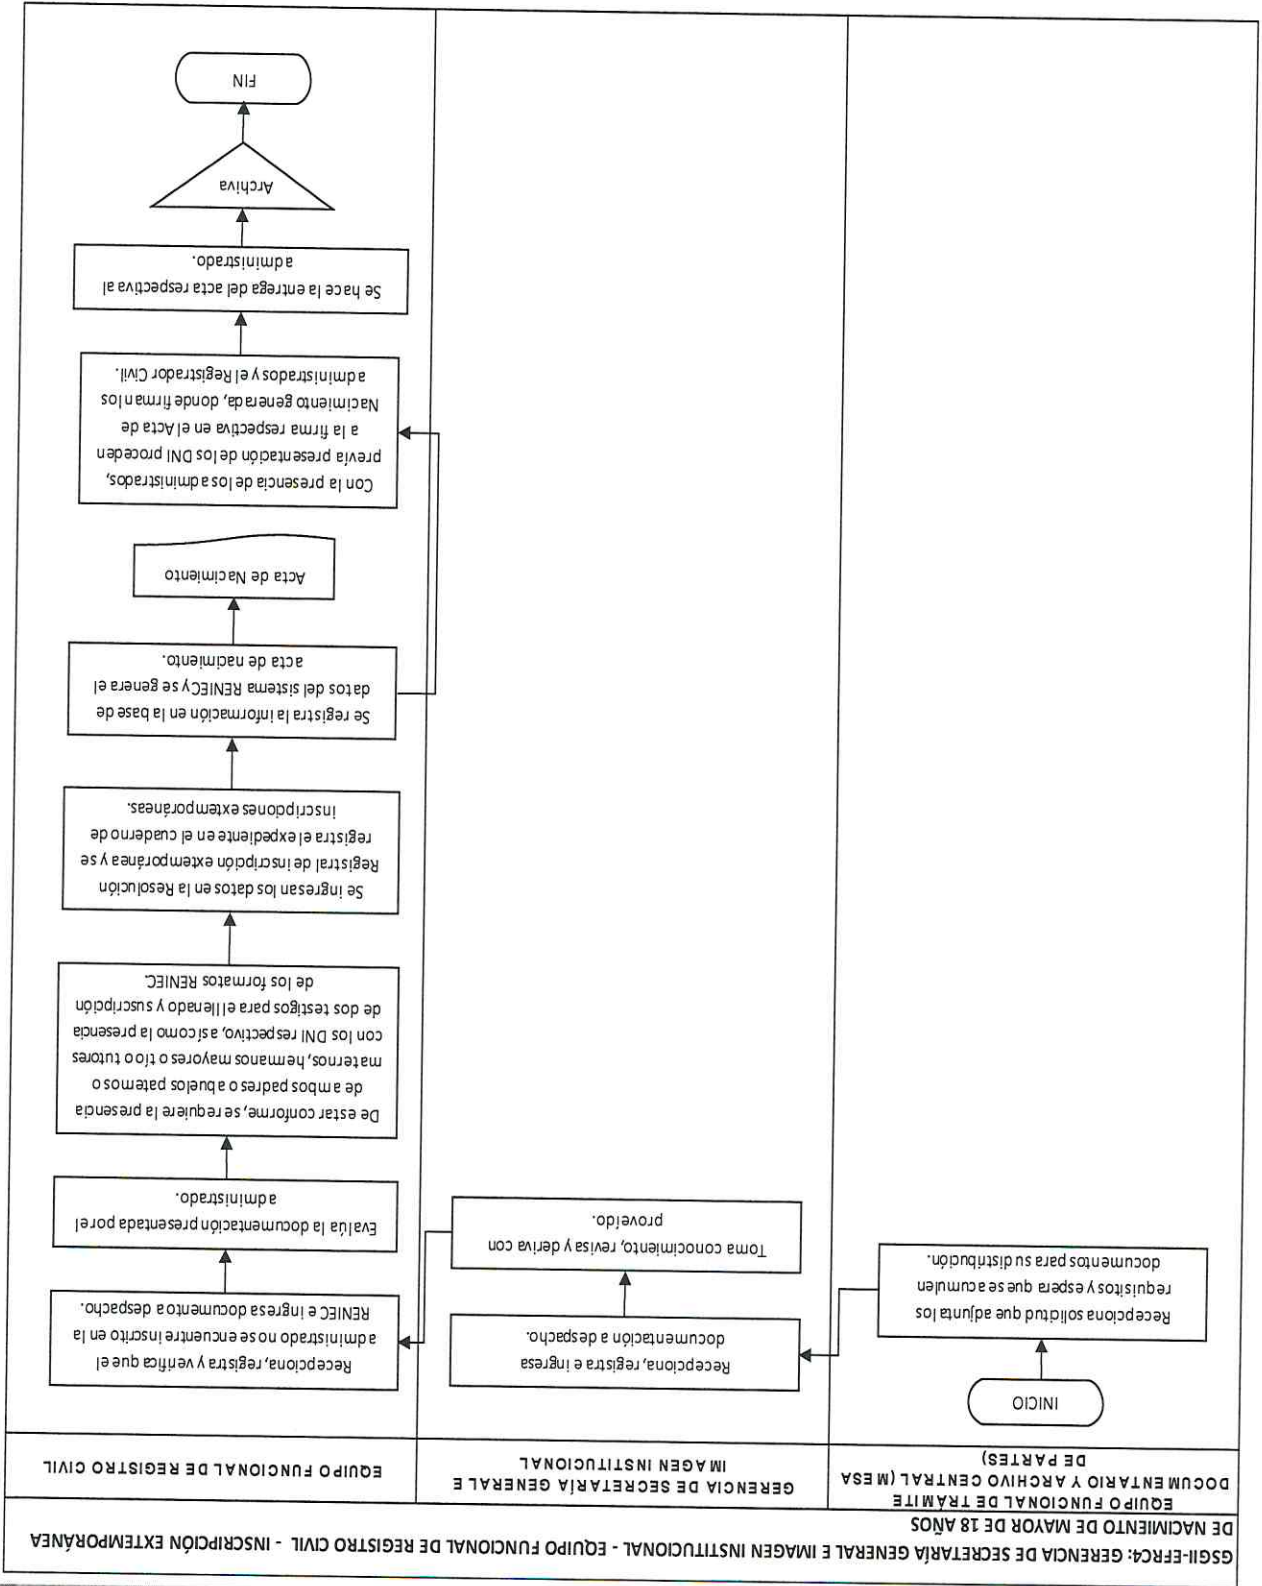 GSGII-EFRC4: GERENCIA DE SECRETARÍA GENERAL E IMAGEN INSTITUCIONAL - EQUIPO FUNCIONAL DE REGISTRO CIVIL - INSCRIPCIÓN EXTEMPORÁNEA
DE NACIMIENTO DE MAYOR DE 18 AÑOS
EQUIPO FUNCIONAL DE TRÁMITE
DOCUMENTARIO Y ARCHIVO CENTRAL (MESA
DE PARTES)
GERENCIA DE SECRETARÍA GENERAL E
IMAGEN INSTITUCIONAL
EQUIPO FUNCIONAL DE REGISTRO CIVIL
INICIO
Recepciona solicitud que adjunta los
requisitos y espera que se acumulen
documentos para su distribución.
Recepciona, registra e ingresa
documentación a despacho.
Toma conocimiento, revisa y deriva con
proveído.
Recepciona, registra y verifica que el
administrado no se encuentre inscrito en la
RENIEC e ingresa documento a despacho.
Evalúa la documentación presentada por el
administrado.
De estar conforme, se requiere la presencia
de ambos padres o abuelos paternos o
maternos, hermanos mayores o tío o tutores
con los DNI respectivo, así como la presencia
de dos testigos para el llenado y suscripción
de los formatos RENIEC.
Se ingresan los datos en la Resolución
Registral de inscripción extemporánea y se
registra el expediente en el cuaderno de
inscripciones extemporáneas.
Se registra la información en la base de
datos del sistema RENIEC y se genera el
acta de nacimiento.
Acta de Nacimiento
Con la presencia de los administrados,
previa presentación de los DNI proceden
a la firma respectiva en el Acta de
Nacimiento generada, donde firman los
administrados y el Registrador Civil.
Se hace la entrega del acta respectiva al
administrado.
Archiva
FIN